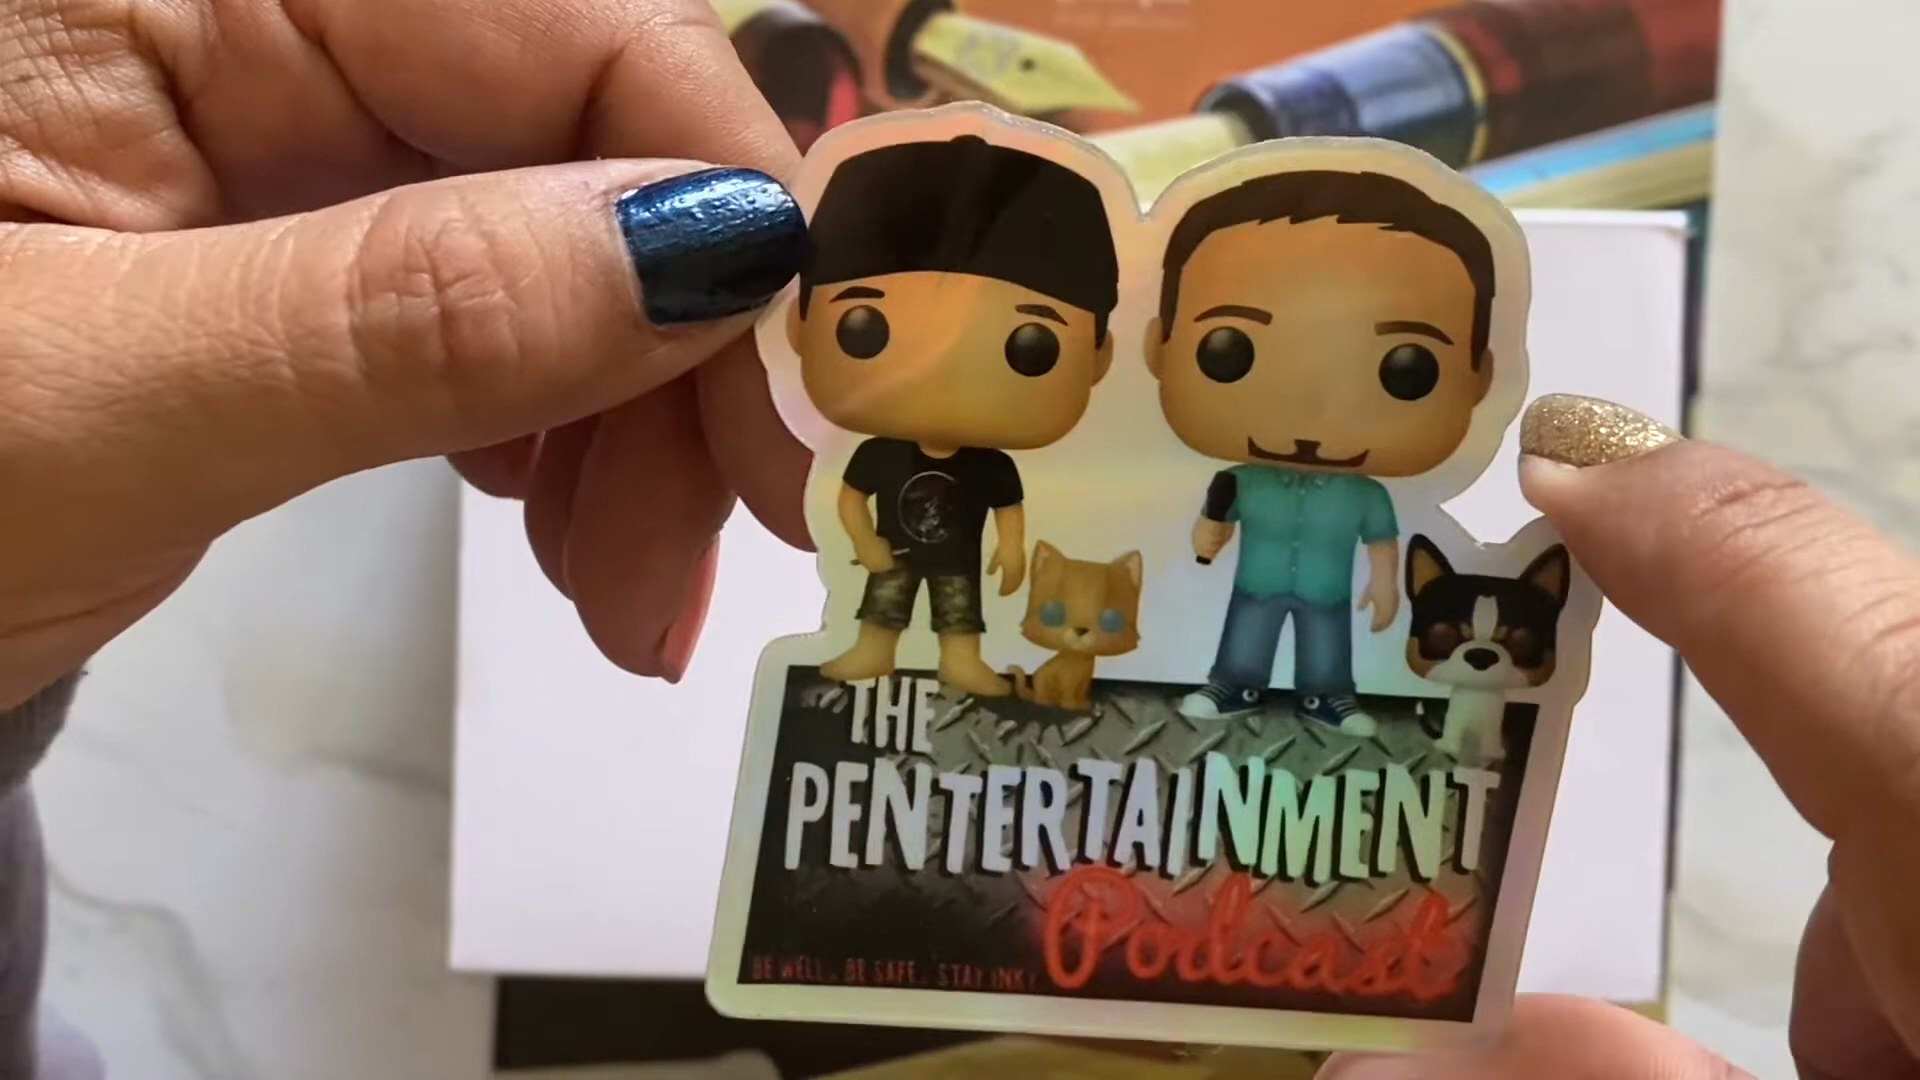 THE
PENTERTAINMENT
Podcast
BE WELL.. BE SAFE.. STAY INKY.